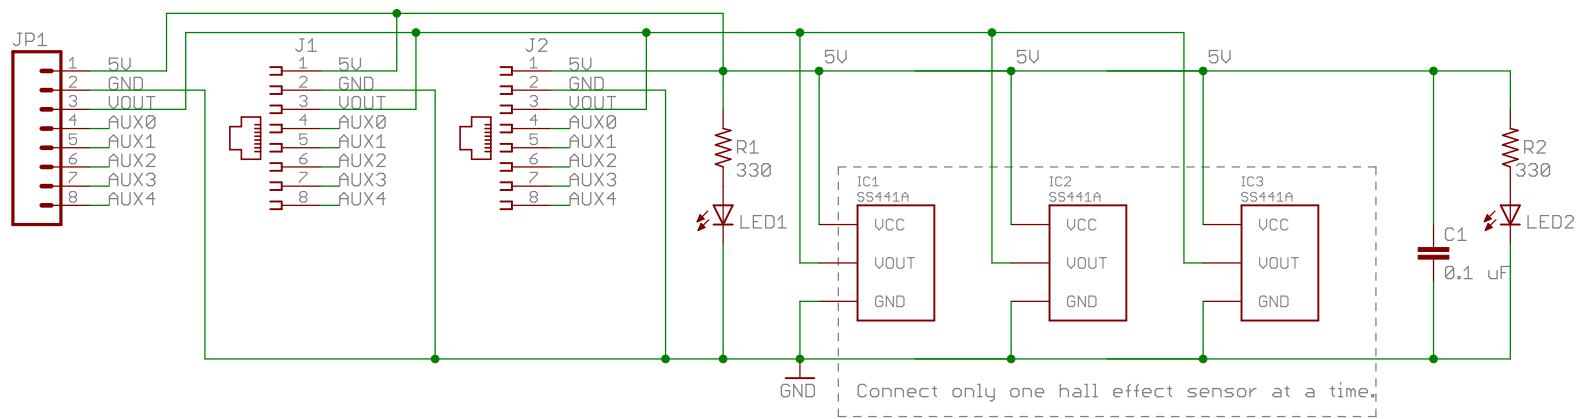 JP1
1 5V
2 GND
3 VOUT
4 AUX0
5 AUX1
6 AUX2
7 AUX3
8 AUX4
J1
1 5V
2 GND
3 VOUT
4 AUX0
5 AUX1
6 AUX2
7 AUX3
8 AUX4
J2
1 5V
2 GND
3 VOUT
4 AUX0
5 AUX1
6 AUX2
7 AUX3
8 AUX4
R1
330
LED1
5V
5V
5V
IC1
SS441A
VCC
VOUT
GND
IC2
SS441A
VCC
VOUT
GND
IC3
SS441A
VCC
VOUT
GND
C1
0.1 uF
R2
330
LED2
GND
Connect only one hall effect sensor at a time.